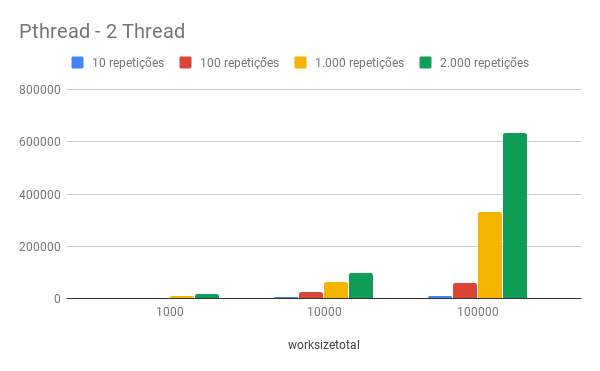 Pthread - 2 Thread
10 repetições 100 repetições 1.000 repetições 2.000 repetições
800000
600000
400000
200000
0
1000 10000 100000
worksizetotal